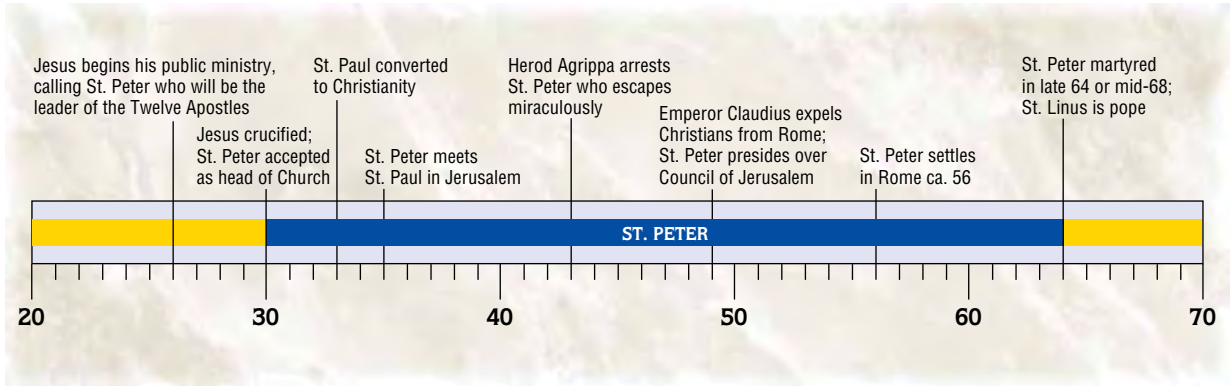 Jesus begins his public ministry,
calling St. Peter who will be the
leader of the Twelve Apostles
Jesus crucified;
St. Peter accepted
as head of Church
St. Paul converted
to Christianity
St. Peter meets
St. Paul in Jerusalem
Herod Agrippa arrests
St. Peter who escapes
miraculously
Emperor Claudius expels
Christians from Rome;
St. Peter presides over
Council of Jerusalem
St. Peter settles
in Rome ca. 56
St. Peter martyred
in late 64 or mid-68;
St. Linus is pope
ST. PETER
20 30 40 50 60 70